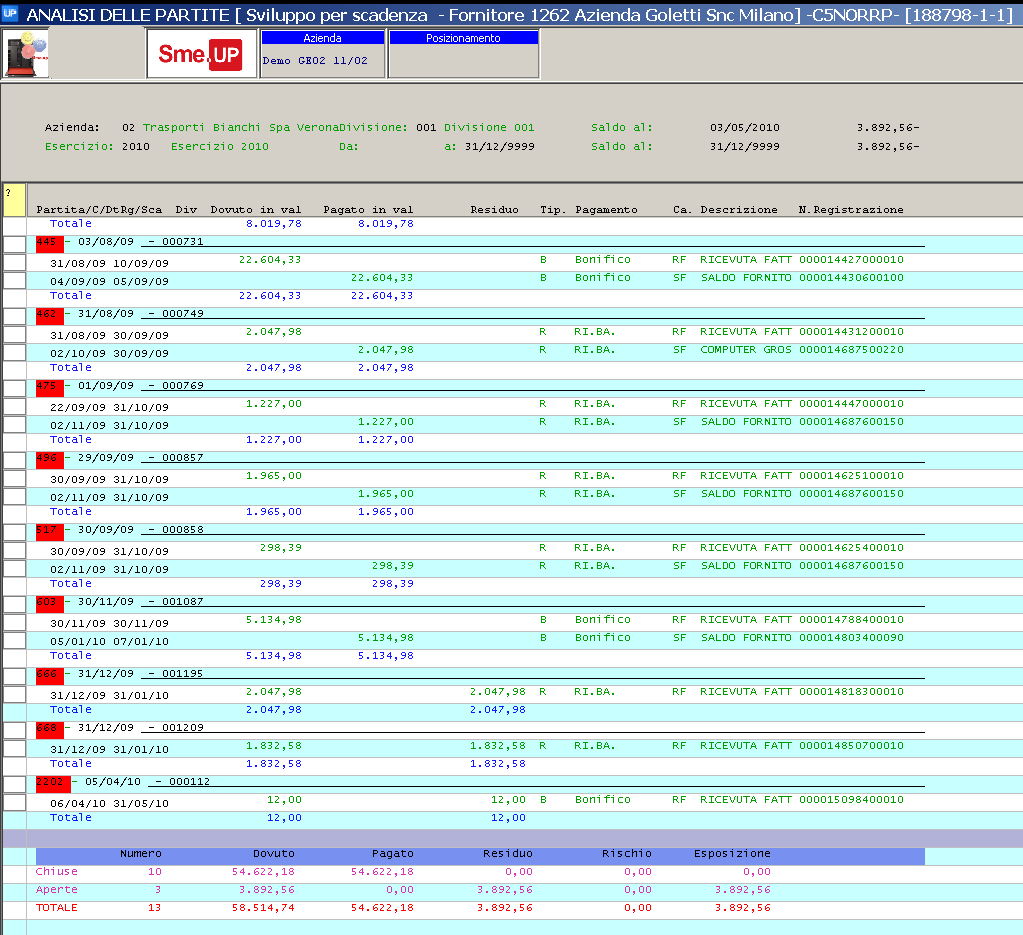 UP ANALISI DELLE PARTITE [ Sviluppo per scadenza - Fornitore 1262 Azienda Goletti Snc Milano] -C5N0RRP- [188798-1-1]
Sme.UP Azienda Posizionamento
Demo GE02 11/02
Azienda: 02 Trasporti Bianchi Spa VeronaDivisione: 001 Divisione 001 Saldo al: 03/05/2010 3.892,56-
Esercizio: 2010 Esercizio 2010 Da: a: 31/12/9999 Saldo al: 31/12/9999 3.892,56-
?
Partita/C/DtRg/Sca Div Dovuto in val Pagato in val Residuo Tip. Pagamento Ca. Descrizione N.Registrazione
Totale 8.019,78 8.019,78
445 - 03/08/09 - 000731
31/08/09 10/09/09 22.604,33 B Bonifico RF RICEVUTA FATT 000014427000010
04/09/09 05/09/09 22.604,33 B Bonifico SF SALDO FORNITO 000014430600100
Totale 22.604,33 22.604,33
462 - 31/08/09 - 000749
31/08/09 30/09/09 2.047,98 R RI.BA. RF RICEVUTA FATT 000014431200010
02/10/09 30/09/09 2.047,98 R RI.BA. SF COMPUTER GROS 000014687500220
Totale 2.047,98 2.047,98
475 - 01/09/09 - 000769
22/09/09 31/10/09 1.227,00 R RI.BA. RF RICEVUTA FATT 000014447000010
02/11/09 31/10/09 1.227,00 R RI.BA. SF SALDO FORNITO 000014687600150
Totale 1.227,00 1.227,00
496 - 29/09/09 - 000857
30/09/09 31/10/09 1.965,00 R RI.BA. RF RICEVUTA FATT 000014625100010
02/11/09 31/10/09 1.965,00 R RI.BA. SF SALDO FORNITO 000014687600150
Totale 1.965,00 1.965,00
517 - 30/09/09 - 000858
30/09/09 31/10/09 298,39 R RI.BA. RF RICEVUTA FATT 000014625400010
02/11/09 31/10/09 298,39 R RI.BA. SF SALDO FORNITO 000014687600150
Totale 298,39 298,39
603 - 30/11/09 - 001087
30/11/09 30/11/09 5.134,98 B Bonifico RF RICEVUTA FATT 000014788400010
05/01/10 07/01/10 5.134,98 B Bonifico SF SALDO FORNITO 000014803400090
Totale 5.134,98 5.134,98
666 - 31/12/09 - 001195
31/12/09 31/01/10 2.047,98 2.047,98 R RI.BA. RF RICEVUTA FATT 000014818300010
Totale 2.047,98 2.047,98
668 - 31/12/09 - 001209
31/12/09 31/01/10 1.832,58 1.832,58 R RI.BA. RF RICEVUTA FATT 000014850700010
Totale 1.832,58 1.832,58
2202 - 05/04/10 - 000112
06/04/10 31/05/10 12,00 12,00 B Bonifico RF RICEVUTA FATT 000015098400010
Totale 12,00 12,00
Numero Dovuto Pagato Residuo Rischio Esposizione
Chiuse 10 54.622,18 54.622,18 0,00 0,00 0,00
Aperte 3 3.892,56 0,00 3.892,56 0,00 3.892,56
TOTALE 13 58.514,74 54.622,18 3.892,56 0,00 3.892,56